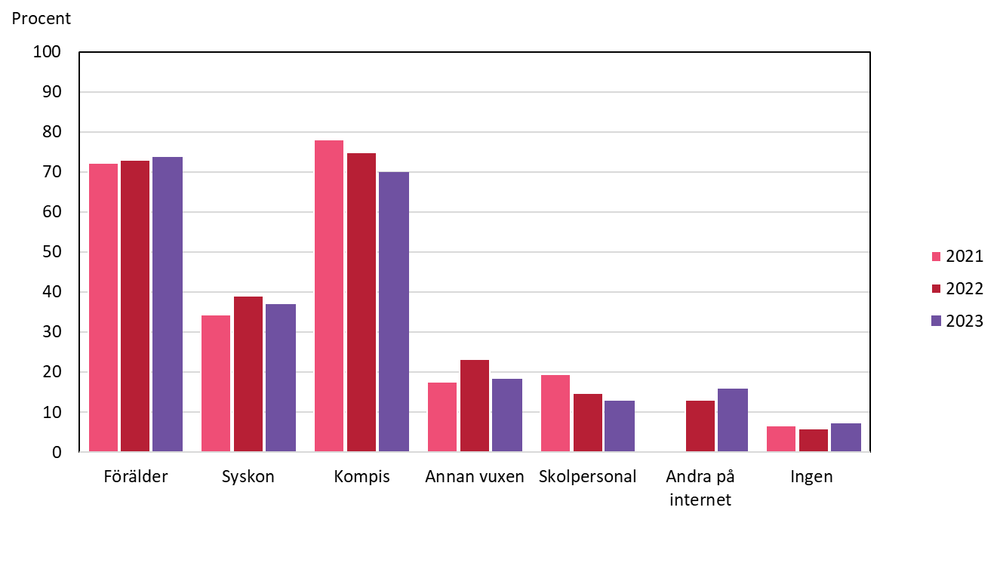 Procent
100
90
80
70
60
50
40
30
20
10
0
Förälder
Syskon
Kompis
Annan vuxen
Skolpersonal
Andra på
internet
Ingen
2021
2022
2023